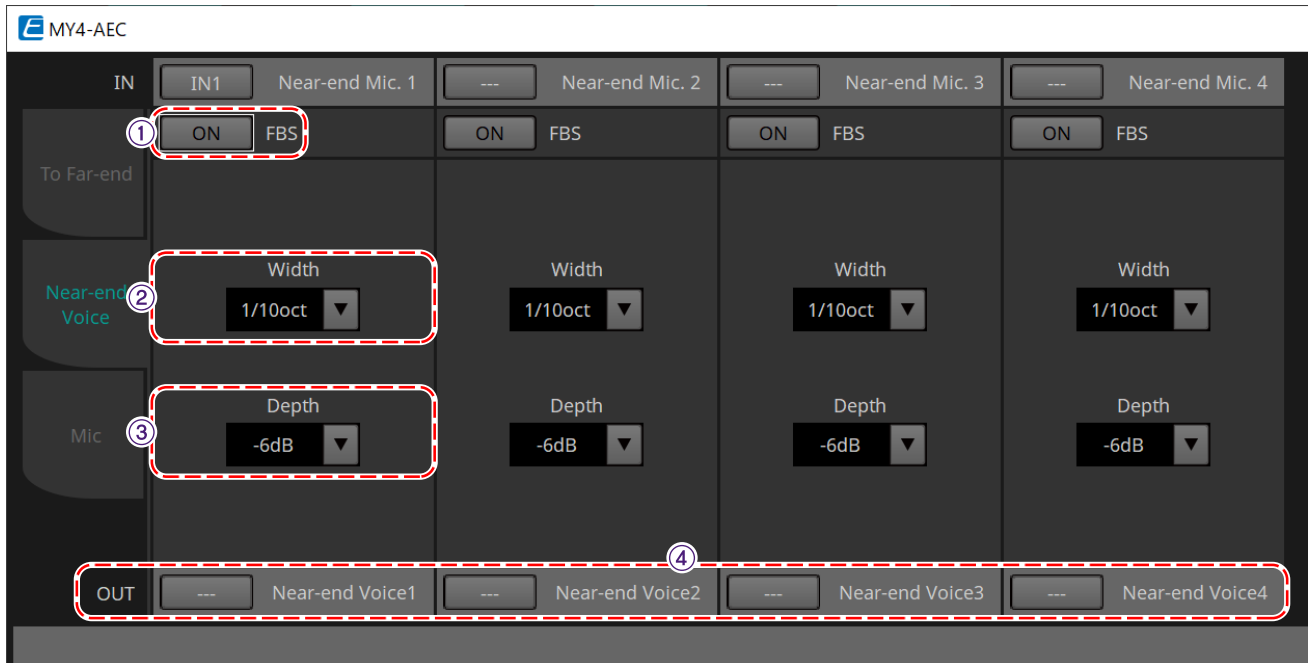 MY4-AEC
IN IN1 Near-end Mic. 1 --- Near-end Mic. 2 --- Near-end Mic. 3 --- Near-end Mic. 4
① ON FBS ON FBS ON FBS ON FBS
To Far-end
Width Width Width Width
Near-end ②
Voice
1/10oct ▼ 1/10oct ▼ 1/10oct ▼ 1/10oct ▼
Depth Depth Depth Depth
Mic ③
-6dB ▼ -6dB ▼ -6dB ▼ -6dB ▼
④
OUT --- Near-end Voice1 --- Near-end Voice2 --- Near-end Voice3 --- Near-end Voice4